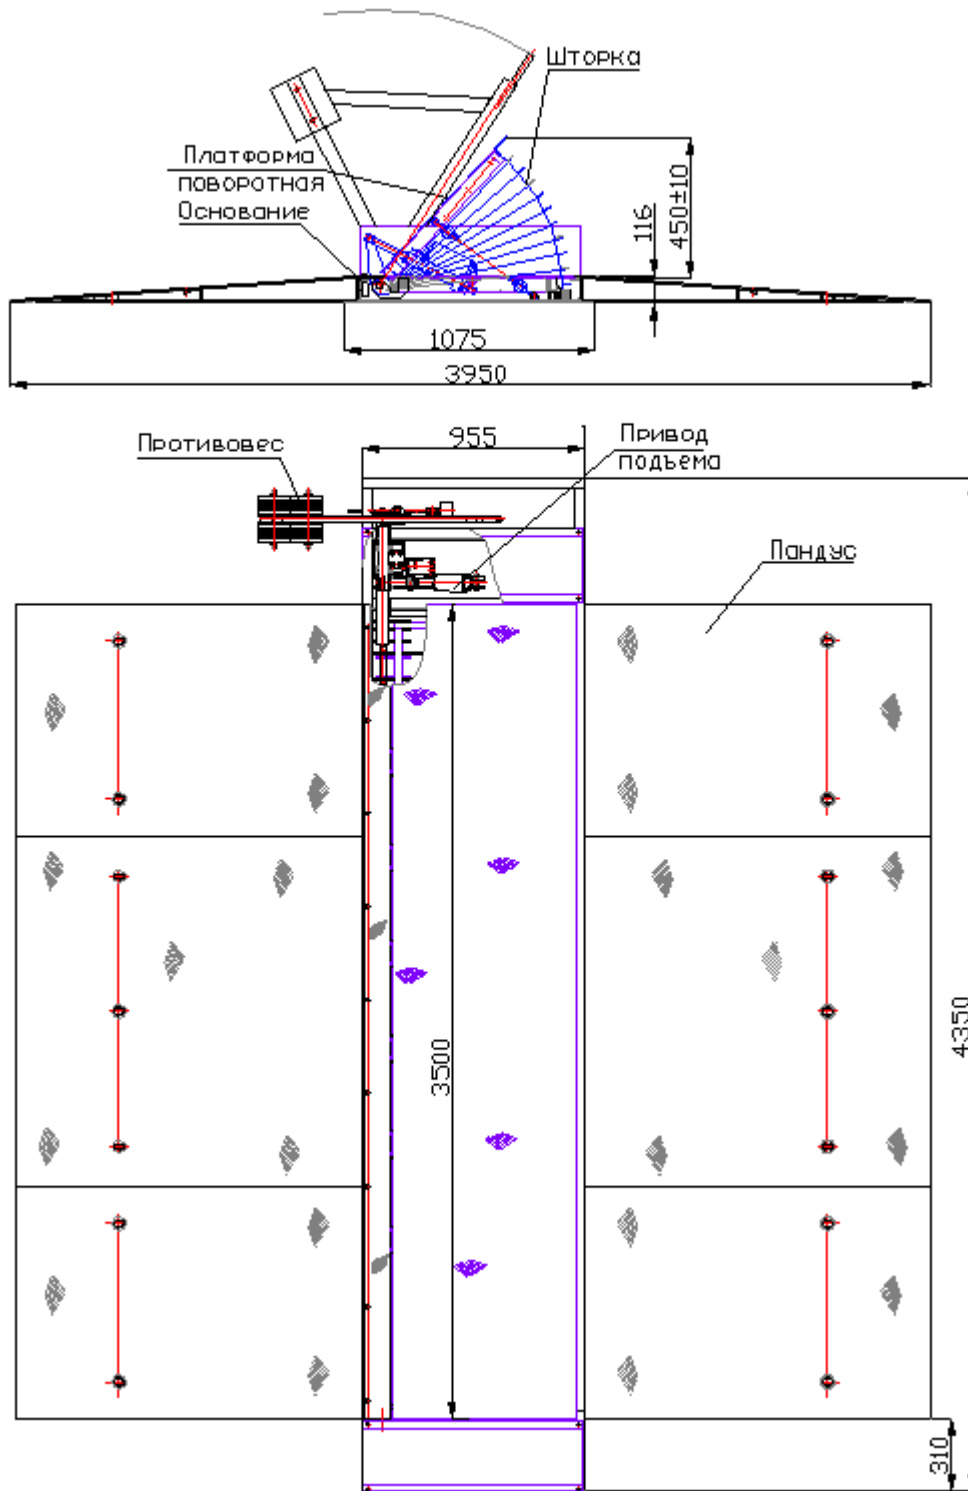 Шторка
Платформа
поворотная
Основание
116
450±10
1075
3950
Противовес
955
Привод
подъема
Пандус
3500
4350
310